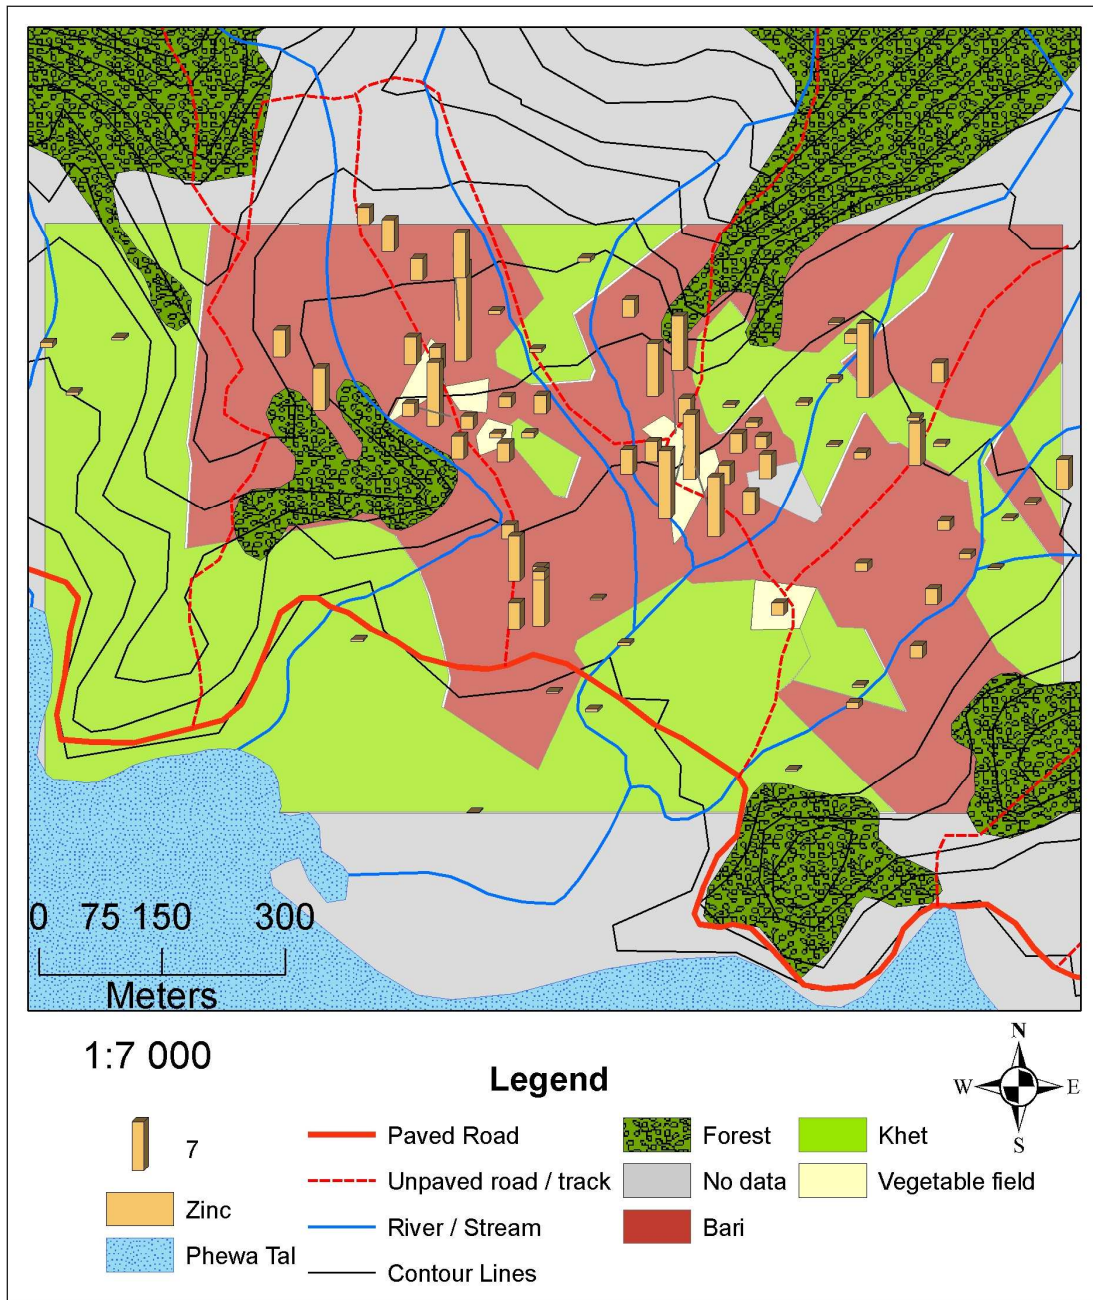 0 75 150 300
Meters
1:7 000
Legend
N
W E
S
7
Zinc
Phewa Tal
Paved Road
Unpaved road / track
River / Stream
Contour Lines
Forest
No data
Bari
Khet
Vegetable field